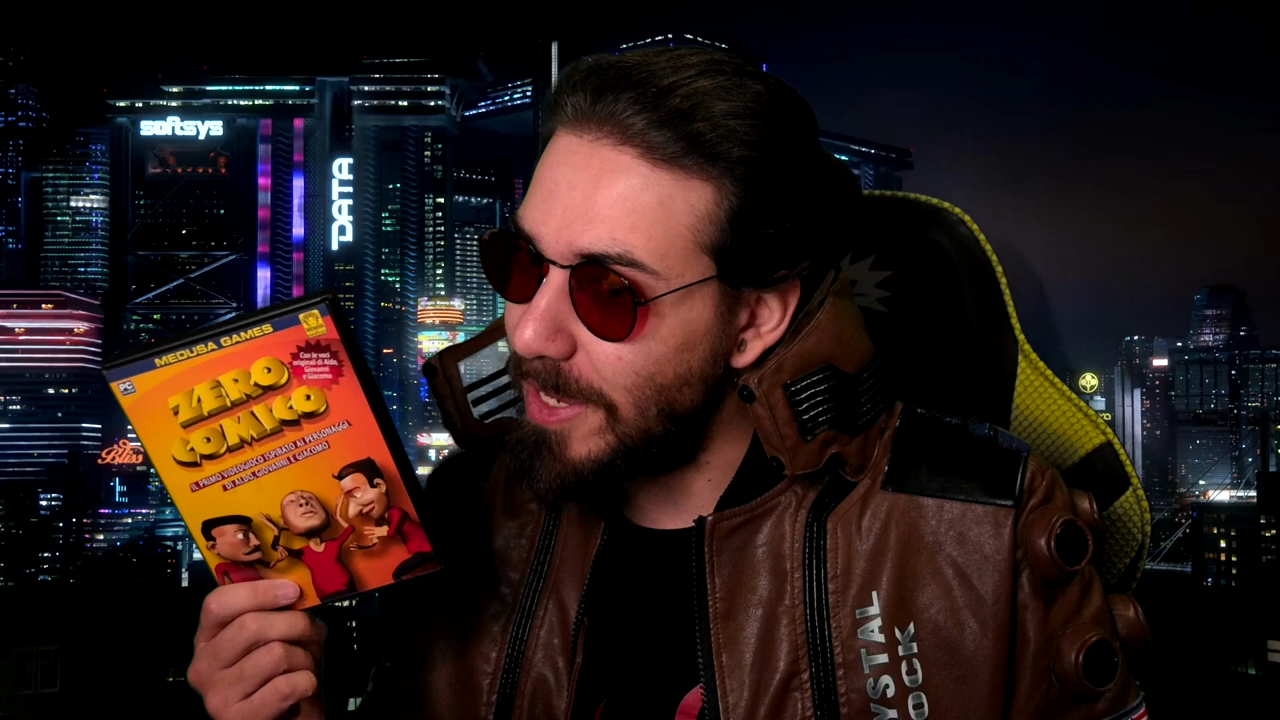 softsys
DATA
Bliss
MEDUSA GAMES
PC
Con le voci
originali di Aldo,
Giovanni
e Giacomo
ZERO
COMICO
IL PRIMO VIDEOGIOCO ISPIRATO AI PERSONAGGI
DI ALDO, GIOVANNI E GIACOMO
YSTAL
OCK